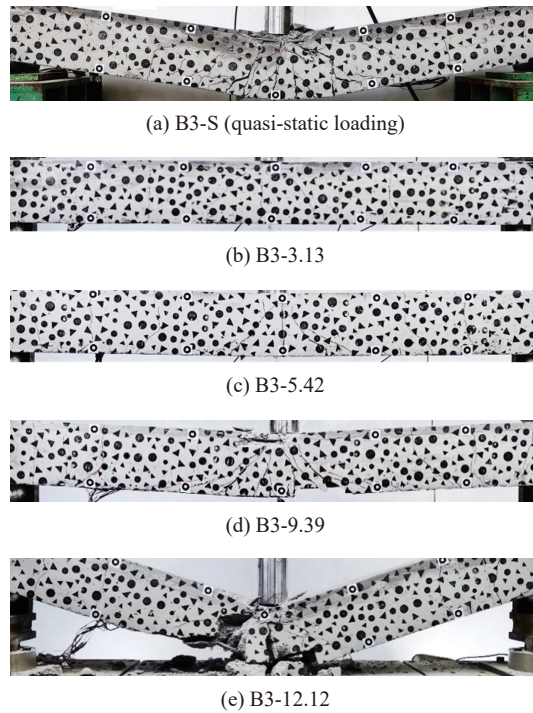 (a) B3-S (quasi-static loading)
(b) B3-3.13
(c) B3-5.42
(d) B3-9.39
(e) B3-12.12